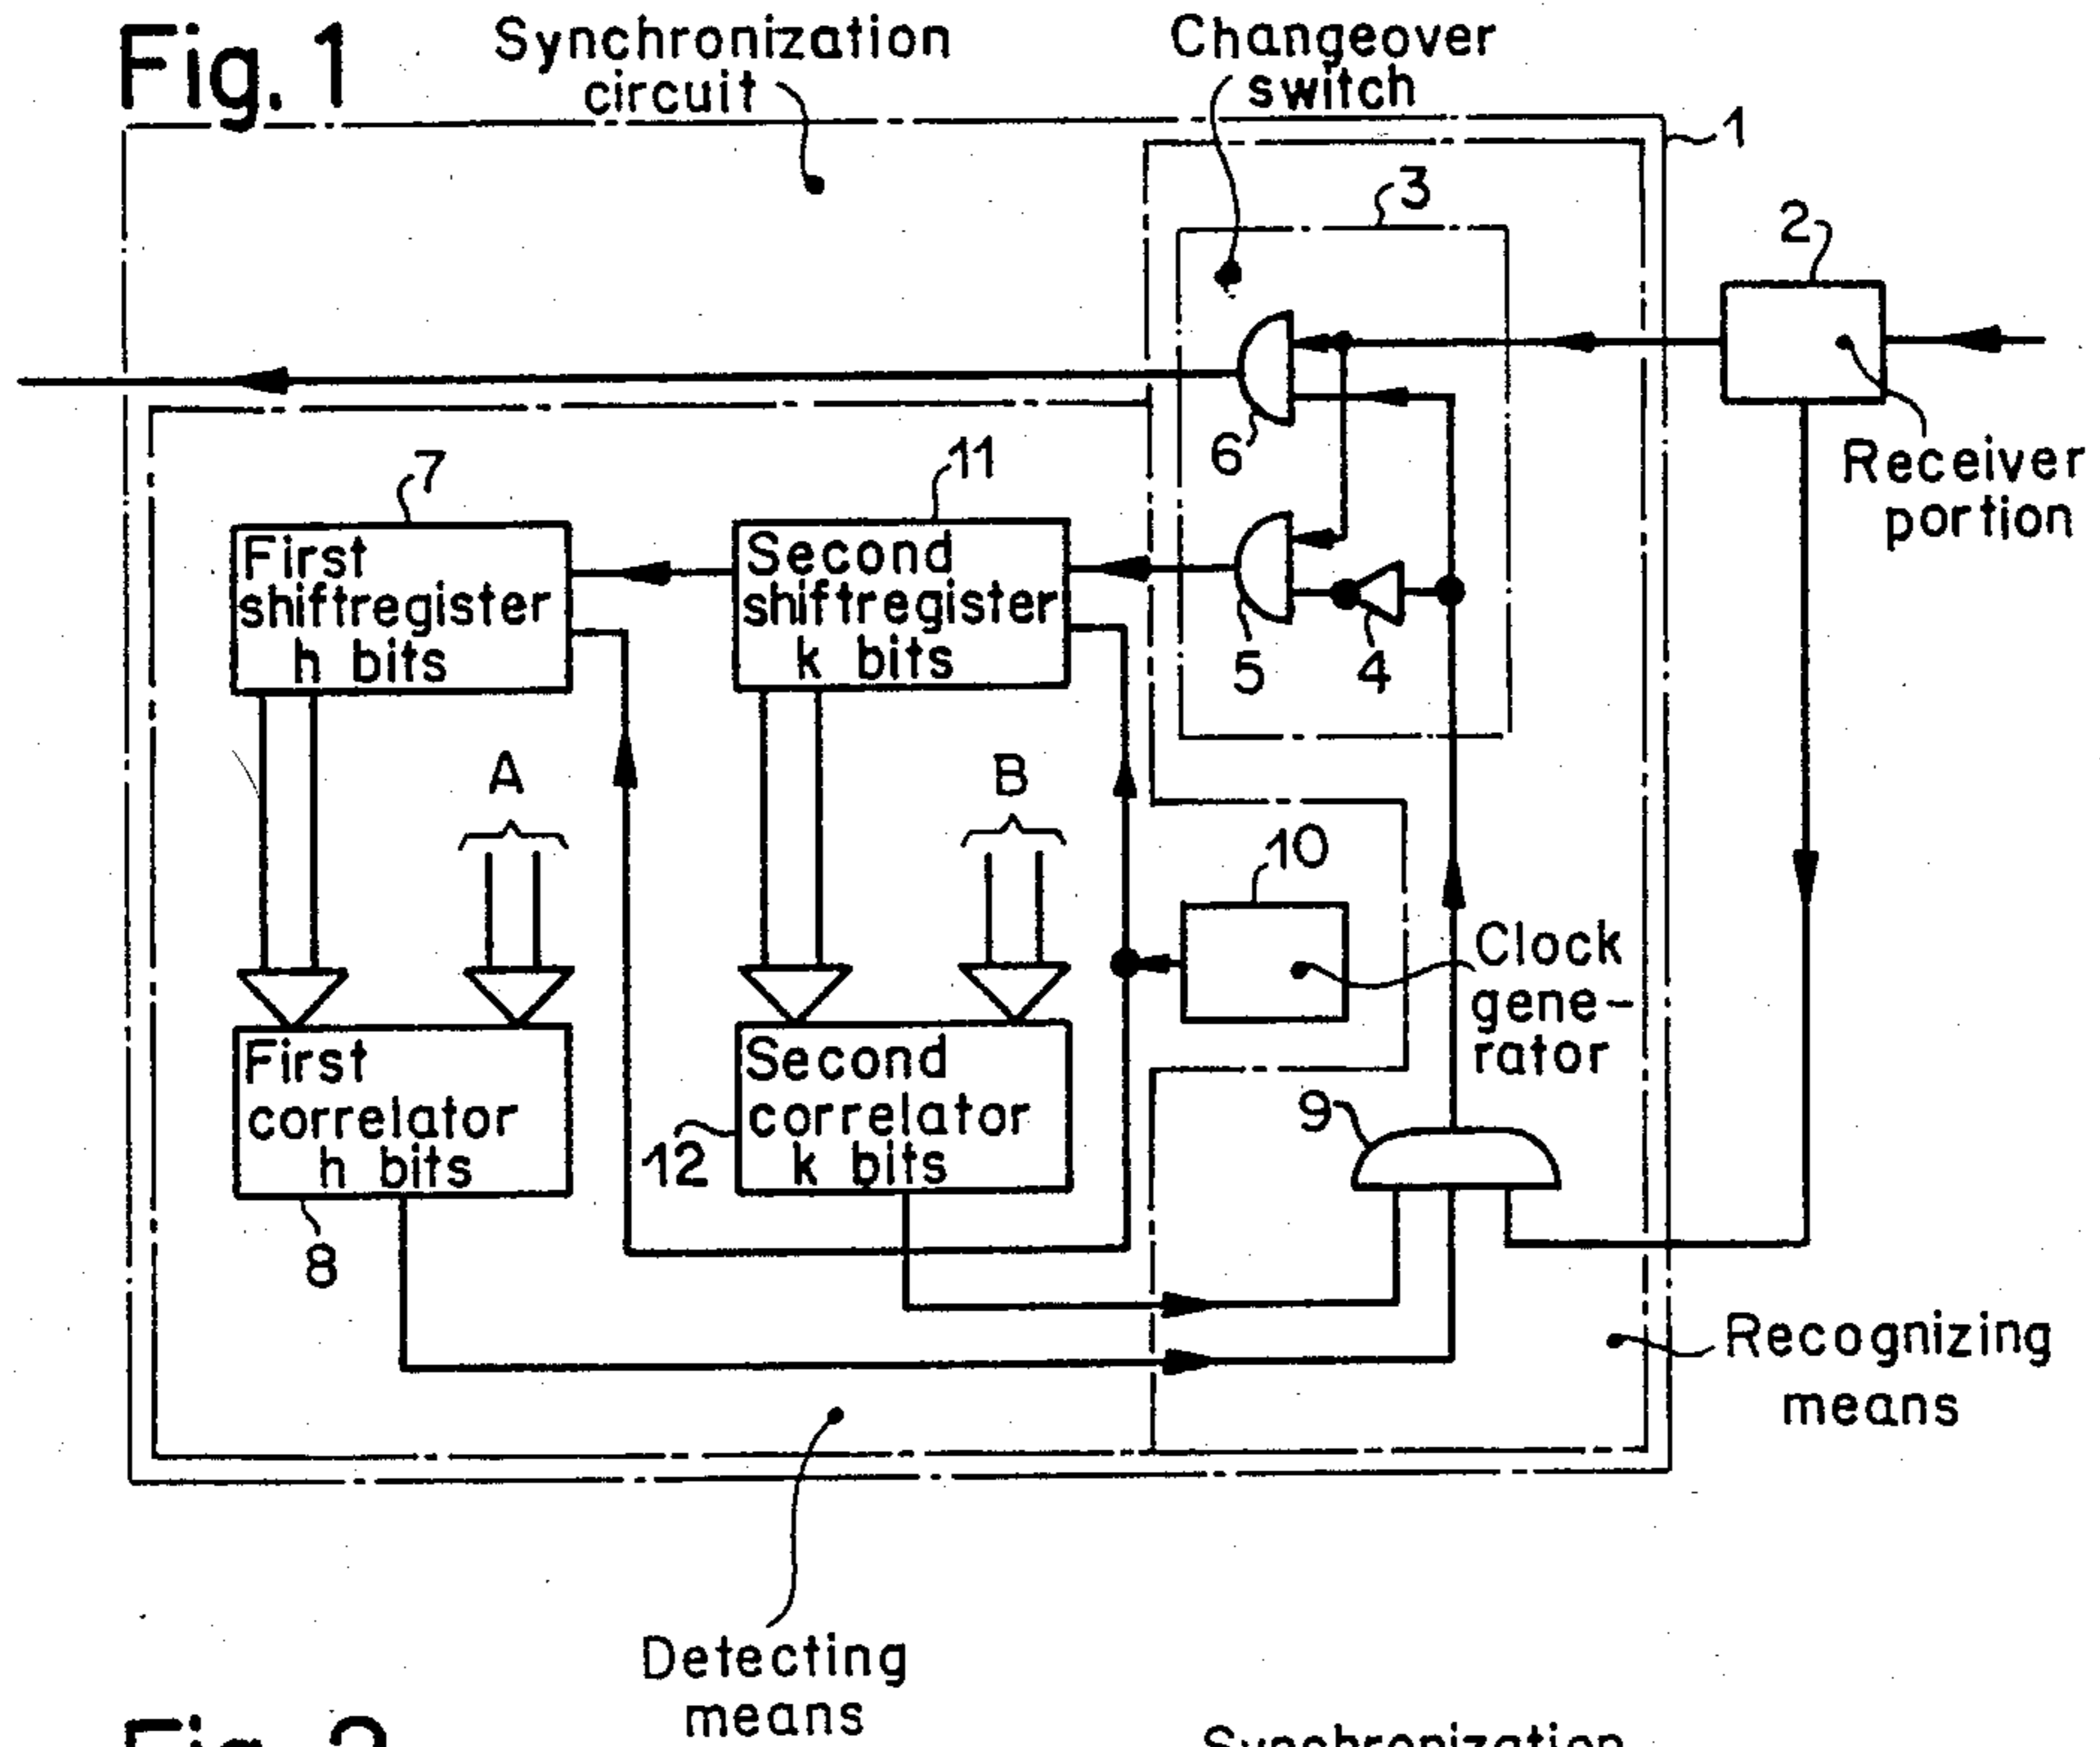 Fig. 1
Synchronization
circuit
Changeover
switch
1
3
2
6
Receiver
portion
7
11
First
shiftregister
h bits
Second
shiftregister
k bits
5
4
A
B
10
Clock
gene-
rator
First
correlator
h bits
12
Second
correlator
k bits
9
8
Recognizing
means
Detecting
means
Synchronization